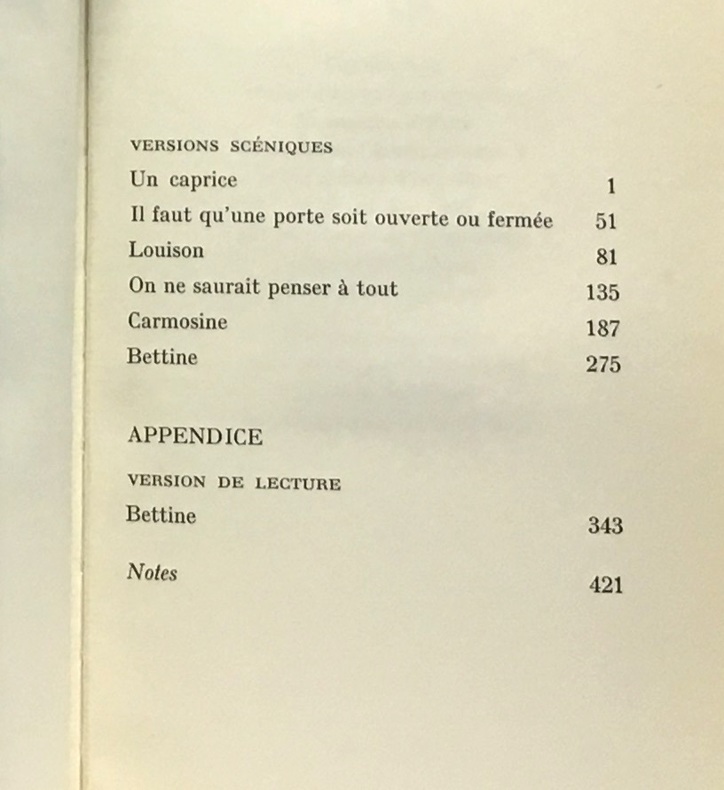 VERSIONS SCÉNIQUES
Un caprice 1
Il faut qu'une porte soit ouverte ou fermée 51
Louison 81
On ne saurait penser à tout 135
Carmosine 187
Bettine 275
APPENDICE
VERSION DE LECTURE
Bettine 343
Notes 421